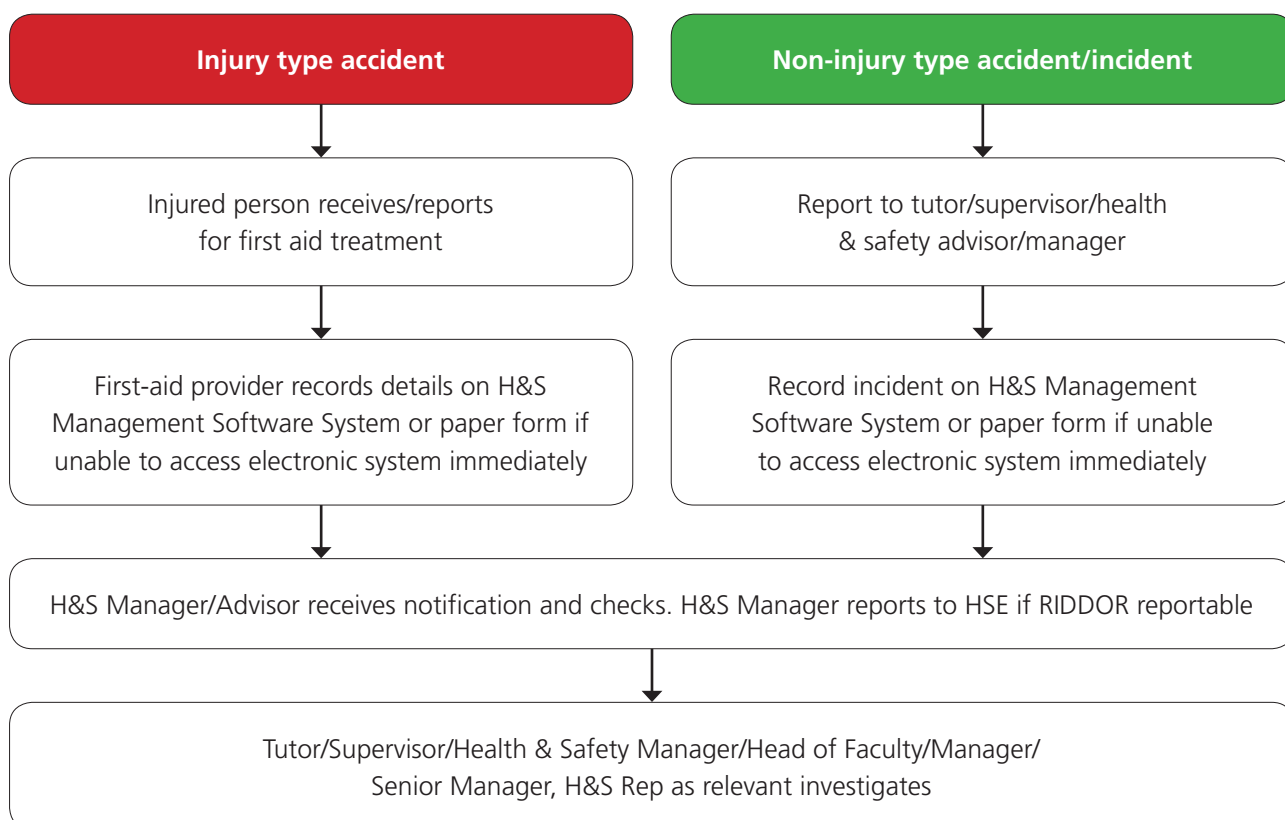 Injury type accident
Non-injury type accident/incident
Injured person receives/reports
for first aid treatment
Report to tutor/supervisor/health
& safety advisor/manager
First-aid provider records details on H&S
Management Software System or paper form if
unable to access electronic system immediately
Record incident on H&S Management
Software System or paper form if unable
to access electronic system immediately
H&S Manager/Advisor receives notification and checks. H&S Manager reports to HSE if RIDDOR reportable
Tutor/Supervisor/Health & Safety Manager/Head of Faculty/Manager/
Senior Manager, H&S Rep as relevant investigates